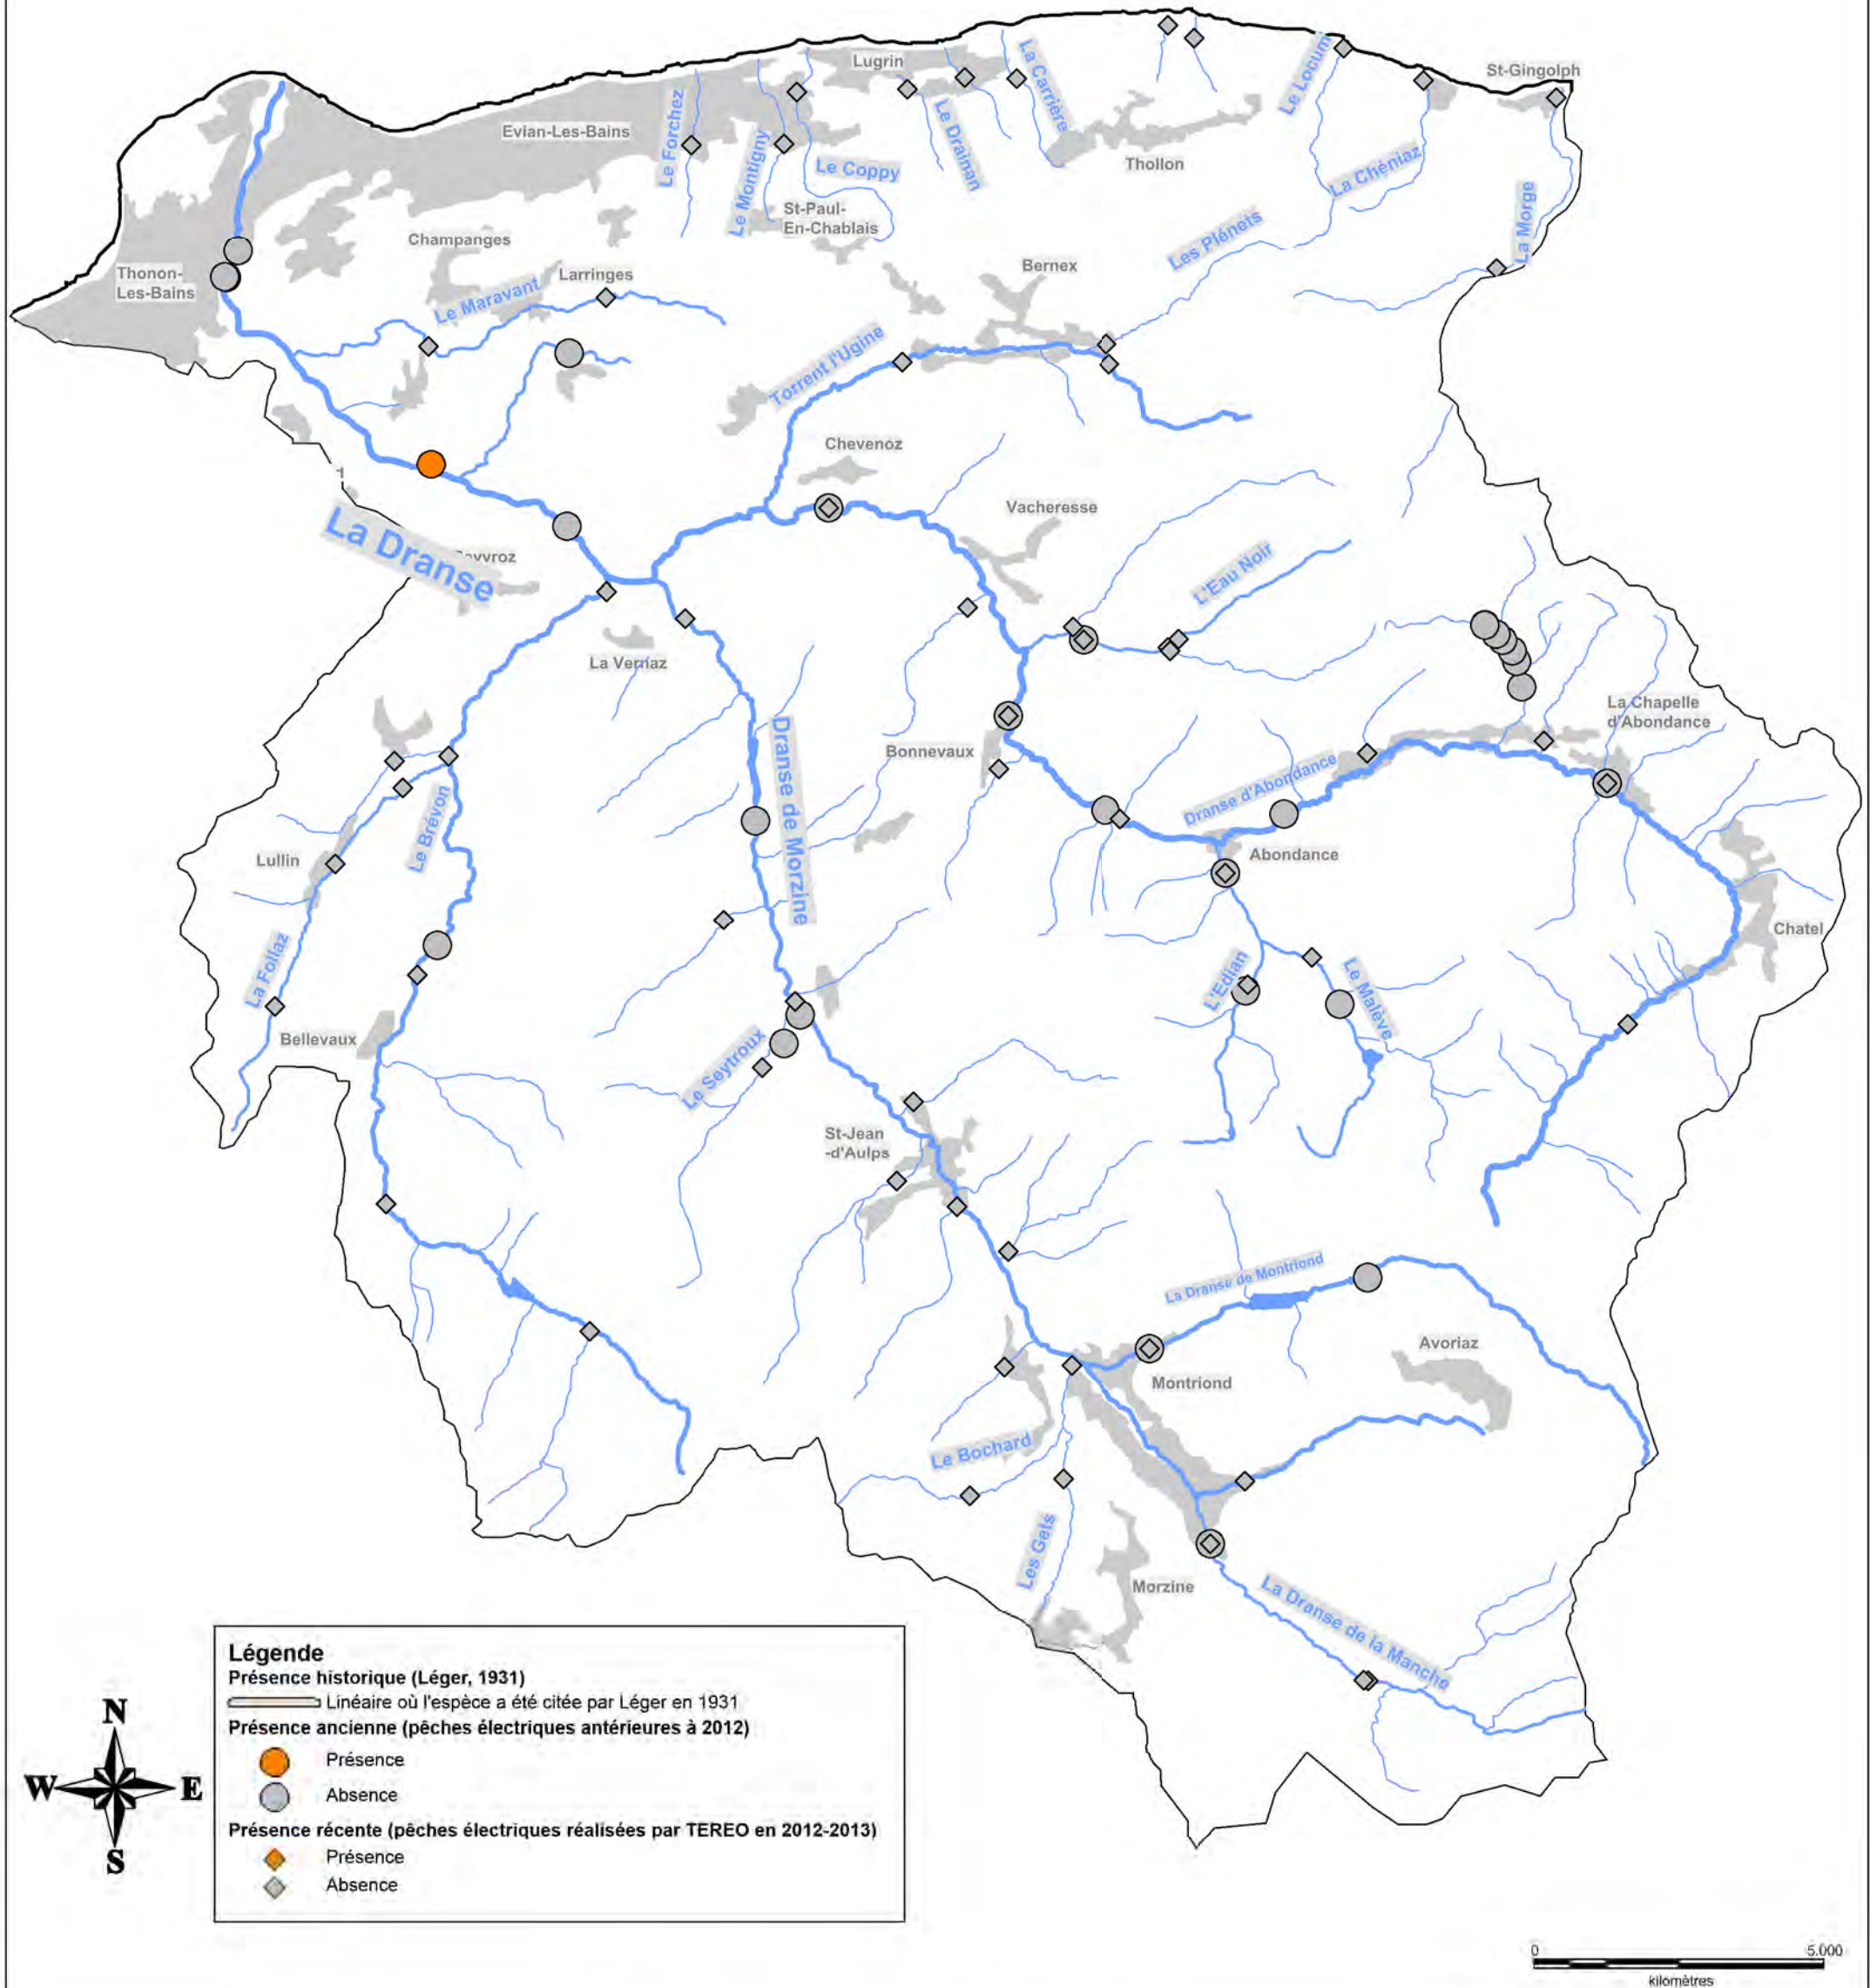 Lugrin
St-Gingolph
Evian-Les-Bains
Le Forchez
Le Montigny
Le Coppy
Le Drainan
La Carrière
Thollon
Le Locum
La Chéniaz
La Morge
St-Paul-
En-Chablais
Les Plénets
Champanges
Larringes
Bernex
Thonon-
Les-Bains
Le Maravant
Torrent l'Ugine
Chevenoz
Vacheresse
La Dranse
L'Eau Noir
La Vernaz
La Chapelle
d'Abondance
Bonnevaux
Dranse de Morzine
Dranse d'Abondance
Le Brévon
Lullin
Abondance
Chatel
La Follaz
L'Edian
Le Malève
Bellevaux
Le Seytroux
St-Jean
-d'Aulps
La Dranse de Montriond
Avoriaz
Montriond
Le Bochard
Les Gets
Morzine
La Dranse de la Manche
Légende
Présence historique (Léger, 1931)
Linéaire où l'espèce a été citée par Léger en 1931
Présence ancienne (pêches électriques antérieures à 2012)
Présence
Absence
Présence récente (pêches électriques réalisées par TEREO en 2012-2013)
Présence
Absence
N
W E
S
0 5.000
kilomètres